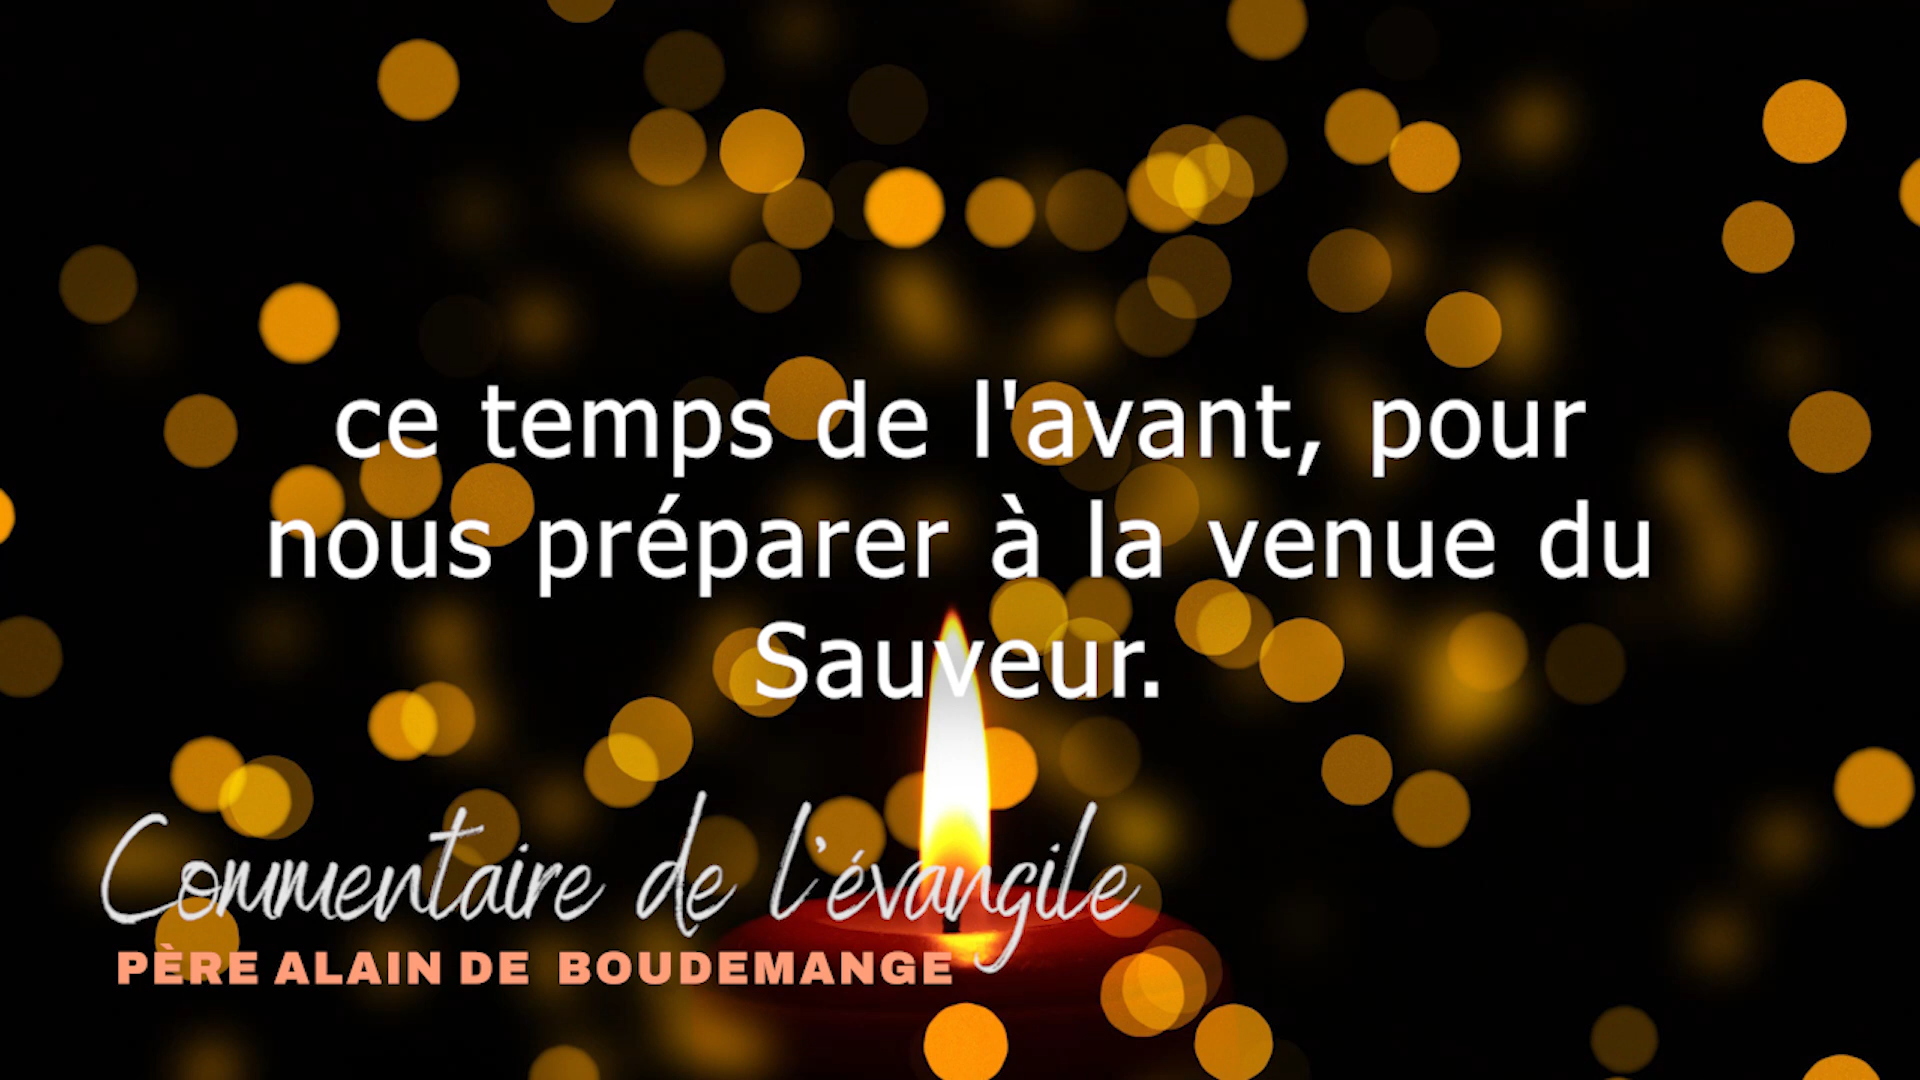 ce temps de l'avant, pour
nous préparer à la venue du
Sauveur.
Commentaire de l'évangile
PÈRE ALAIN DE BOUDEMANGE